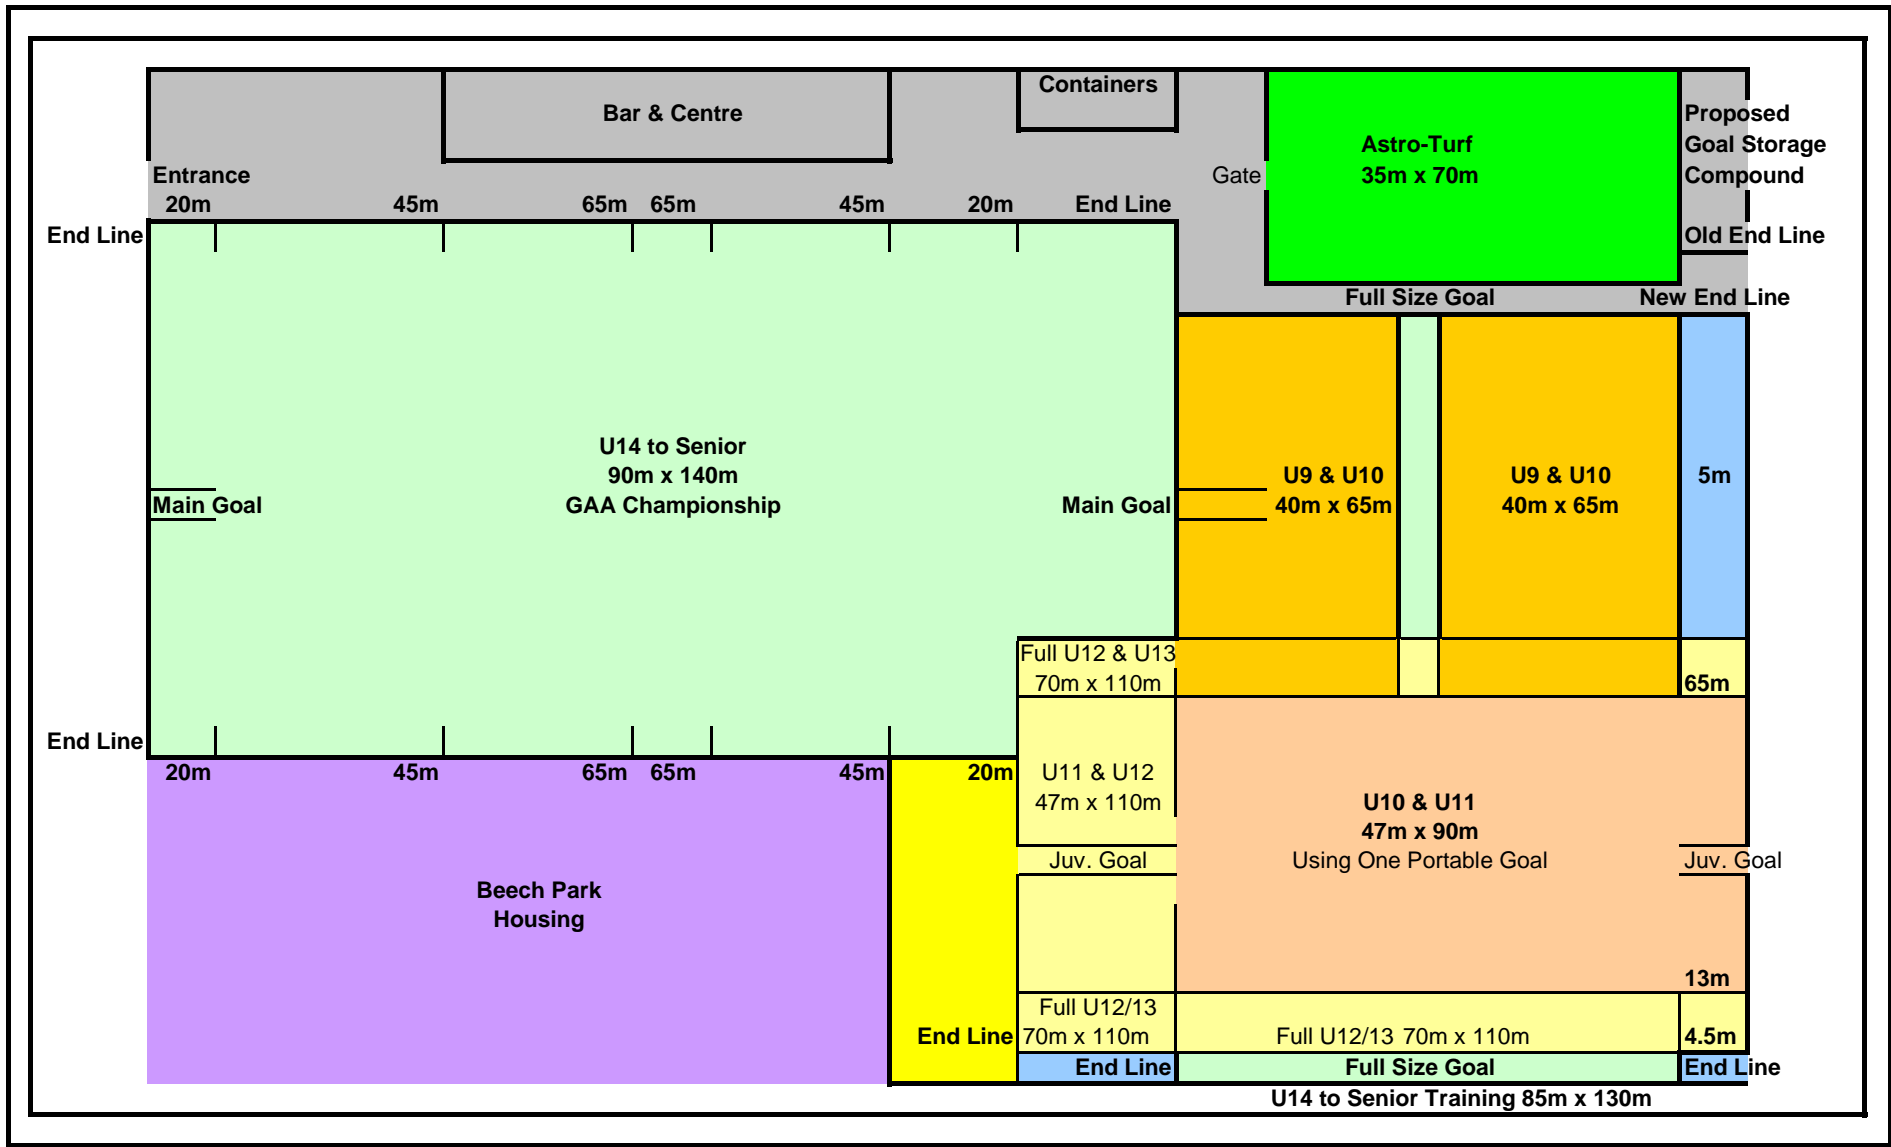 Containers
Bar & Centre
Proposed
Astro-Turf
Goal Storage
Entrance
Gate
35m x 70m
Compound
20m 45m 65m 65m 45m 20m End Line
End Line
Old End Line
Full Size Goal
New End Line
U14 to Senior
90m x 140m
GAA Championship
Main Goal
Main Goal
U9 & U10
40m x 65m
U9 & U10
40m x 65m
5m
Full U12 & U13
70m x 110m
65m
End Line
20m 45m 65m 65m 45m 20m
U11 & U12
47m x 110m
U10 & U11
47m x 90m
Using One Portable Goal
Juv. Goal
Juv. Goal
Beech Park
Housing
13m
Full U12/13
70m x 110m
End Line
Full U12/13 70m x 110m
4.5m
End Line
Full Size Goal
End Line
U14 to Senior Training 85m x 130m